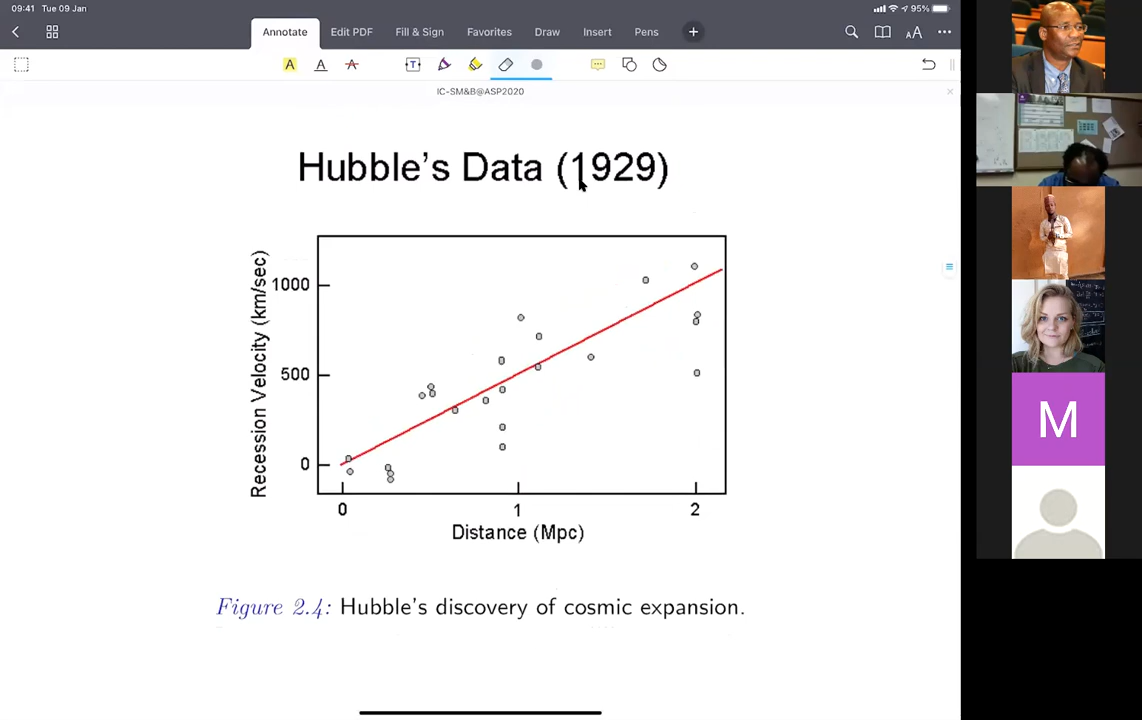 09:41 Tue 09 Jan 95%
Annotate Edit PDF Fill & Sign Favorites Draw Insert Pens
AA
A A A T
IC-SM&B@ASP2020
Hubble's Data (1929)
Recession Velocity (km/sec)
1000
500
0
0 1 2
Distance (Mpc)
Figure 2.4: Hubble's discovery of cosmic expansion.
M